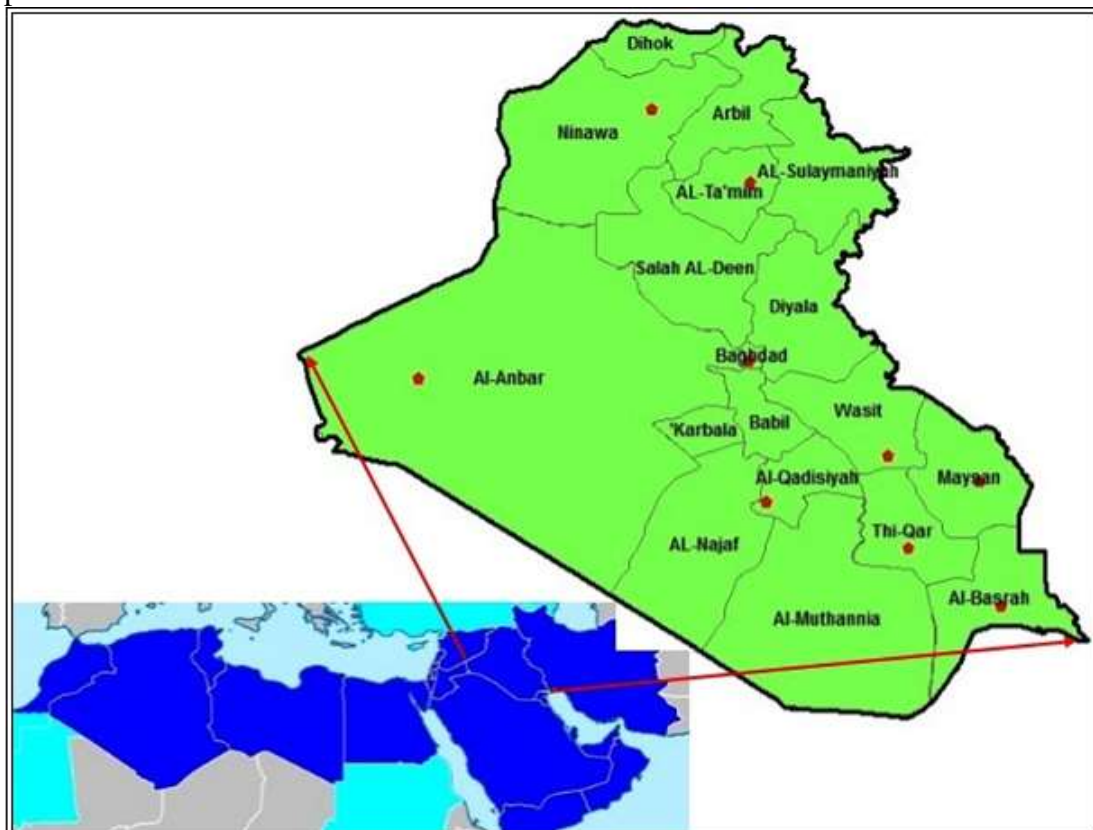 Dihok
Arbil
Ninawa
AL-Sulaymaniyah
AL-Ta'mim
'Salah AL-Deen
Diyala
Baghdad
Al-Anbar
Wasit
Babil
'Karbala
Al-Qadisiyah
Maysan
Thi-Qar
AL-Najaf
Al-Basrah
Al-Muthannia